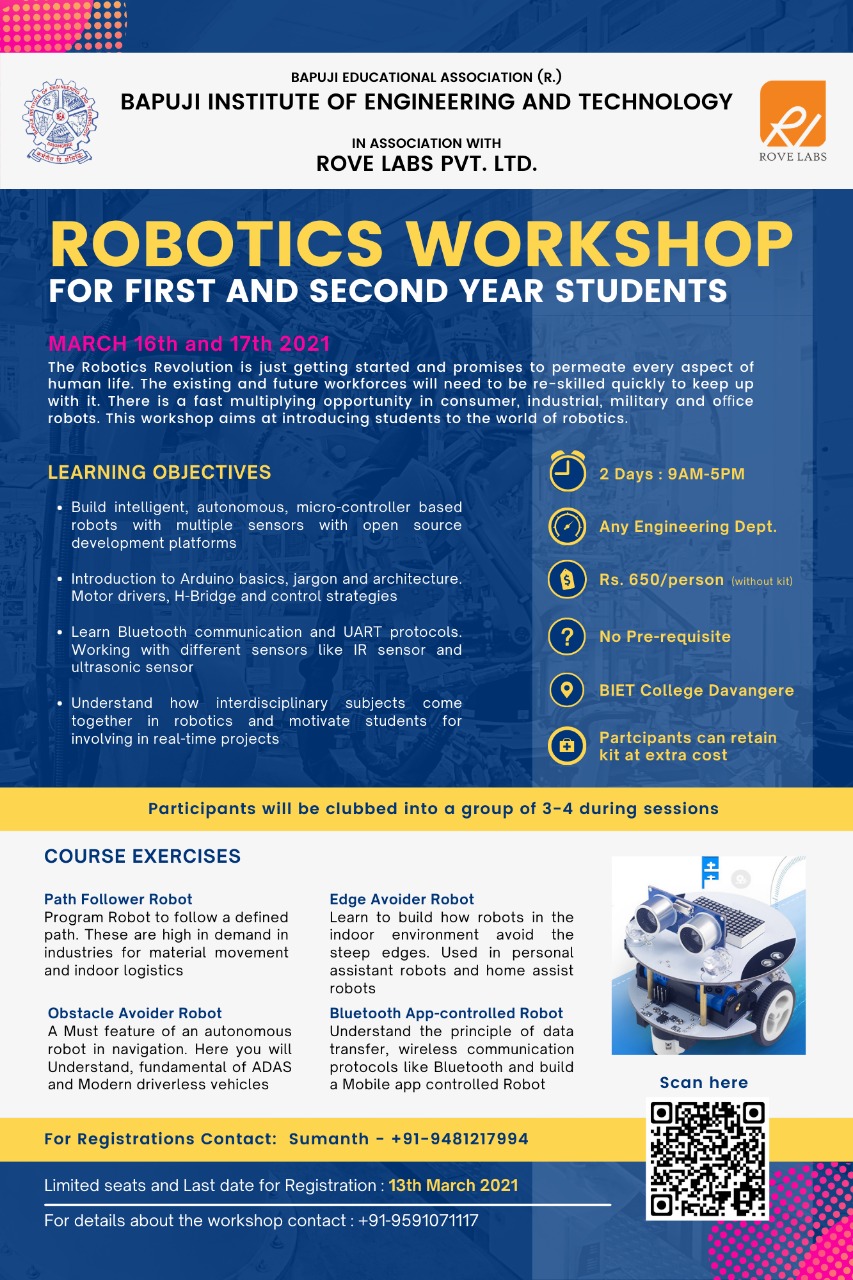 BAPUJI EDUCATIONAL ASSOCIATION (R.)
BAPUJI INSTITUTE OF ENGINEERING AND TECHNOLOGY
IN ASSOCIATION WITH
ROVE LABS PVT. LTD.
ROVE LABS
ROBOTICS WORKSHOP
FOR FIRST AND SECOND YEAR STUDENTS
MARCH 16th and 17th 2021
The Robotics Revolution is just getting started and promises to permeate every aspect of
human life. The existing and future workforces will need to be re-skilled quickly to keep up
with it. There is a fast multiplying opportunity in consumer, industrial, military and office
robots. This workshop aims at introducing students to the world of robotics.
LEARNING OBJECTIVES
• Build intelligent, autonomous, micro-controller based
robots with multiple sensors with open source
development platforms
• Introduction to Arduino basics, jargon and architecture.
Motor drivers, H-Bridge and control strategies
• Learn Bluetooth communication and UART protocols.
Working with different sensors like IR sensor and
ultrasonic sensor
• Understand how interdisciplinary subjects come
together in robotics and motivate students for
involving in real-time projects
2 Days : 9AM-5PM
Any Engineering Dept.
Rs. 650/person (without kit)
No Pre-requisite
BIET College Davangere
Partcipants can retain
kit at extra cost
Participants will be clubbed into a group of 3-4 during sessions
COURSE EXERCISES
Path Follower Robot
Program Robot to follow a defined
path. These are high in demand in
industries for material movement
and indoor logistics
Edge Avoider Robot
Learn to build how robots in the
indoor environment avoid the
steep edges. Used in personal
assistant robots and home assist
robots
Obstacle Avoider Robot
A Must feature of an autonomous
robot in navigation. Here you will
Understand, fundamental of ADAS
and Modern driverless vehicles
Bluetooth App-controlled Robot
Understand the principle of data
transfer, wireless communication
protocols like Bluetooth and build
a Mobile app controlled Robot
Scan here
For Registrations Contact: Sumanth - +91-9481217994
Limited seats and Last date for Registration : 13th March 2021
For details about the workshop contact : +91-9591071117